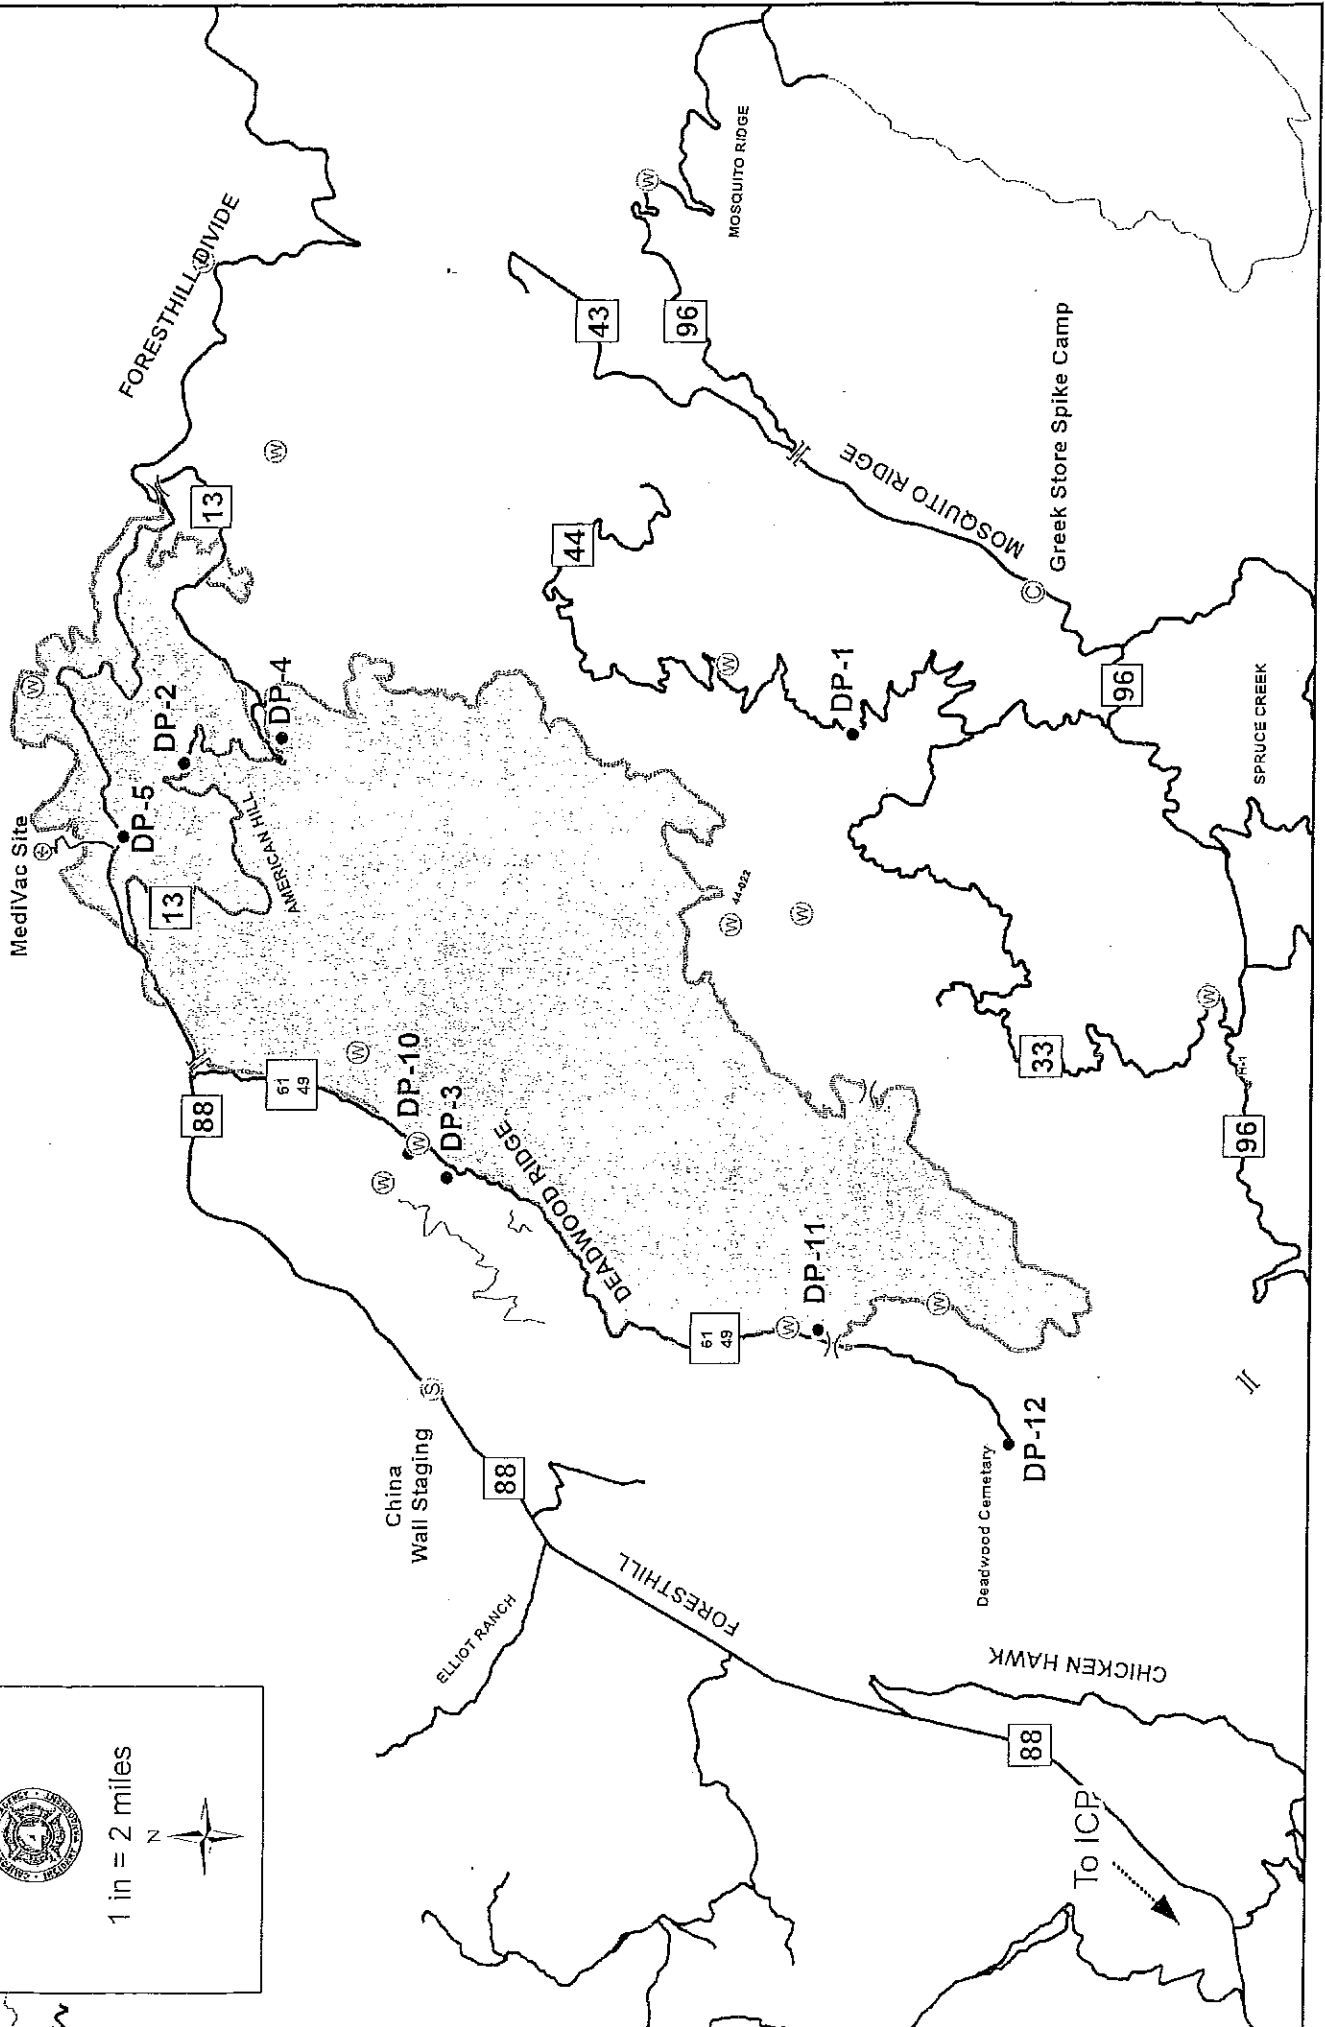 FORESTHILL DIVIDE
MOSQUITO RIDGE
43
96
13
44
MOSQUITO RIDGE
Greek Store Spike Camp
MediVac Site
DP-5
DP-2
DP-4
13
AMERICAN HILL
DP-1
96
SPRUCE CREEK
44-022
88
61
49
DP-10
DP-3
DEADWOOD RIDGE
33
96
H-1
61
49
DP-11
DP-12
Deadwood Cemetary
China
Wall Staging
88
ELLIOT RANCH
FORESTHILL
CHICKEN HAWK
88
To ICP
1 in = 2 miles
N
W
W
W
W
W
W
W
W
W
W
W
W
W
S
C